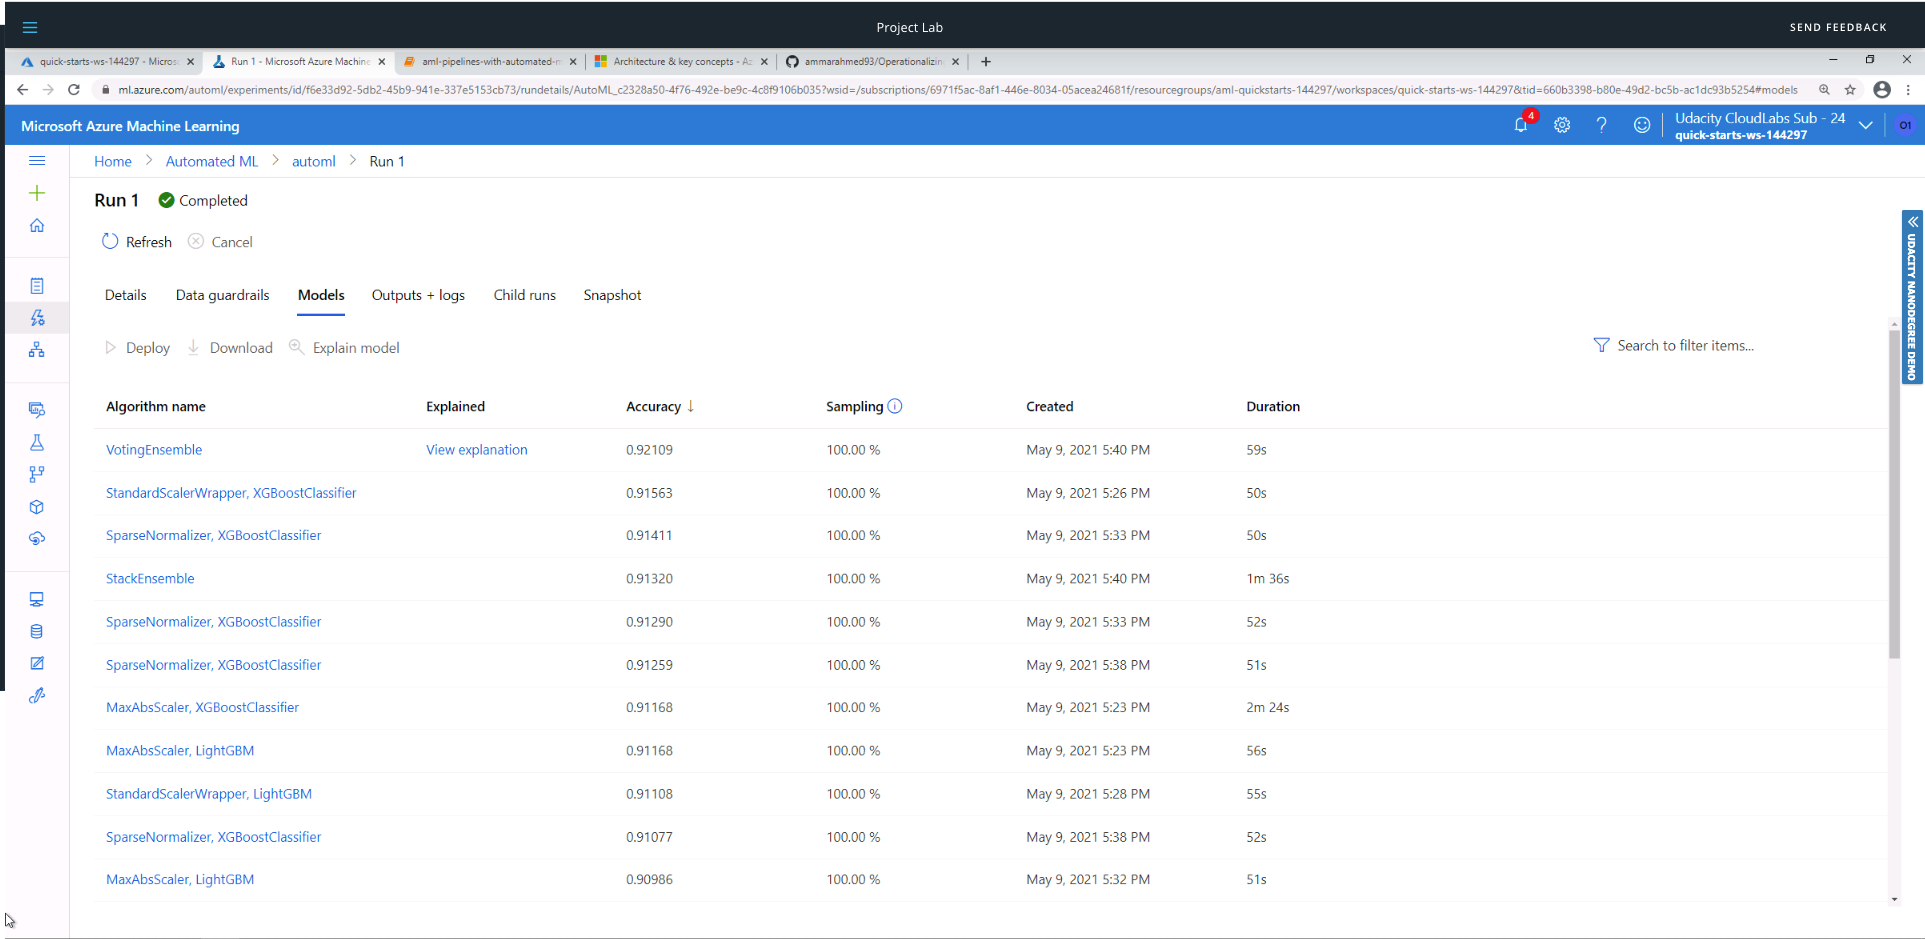 Project Lab
SEND FEEDBACK
quick-starts-ws-144297 - Micros
Run 1 - Microsoft Azure Machine
aml-pipelines-with-automated-m
Architecture & key concepts - Az
ammarahmed93/Operationalizin
ml.azure.com/automl/experiments/id/f6e33d92-5db2-45b9-941e-337e5153cb73/rundetails/AutoML_c2328a50-4f76-492e-be9c-4c8f9106b035?wsid=/subscriptions/6971f5ac-8af1-446e-8034-05acea24681f/resourcegroups/aml-quickstarts-144297/workspaces/quick-starts-ws-144297&tid=660b3398-b80e-49d2-bc5b-ac1dc93b5254#models
Microsoft Azure Machine Learning
4
Udacity CloudLabs Sub - 24
quick-starts-ws-144297
O1
Home > Automated ML > automl > Run 1
Run 1 Completed
Refresh Cancel
Details Data guardrails Models Outputs + logs Child runs Snapshot
Deploy Download Explain model
Search to filter items...
UDACITY NANODEGREE DEMO
Algorithm name Explained Accuracy ↓ Sampling Created Duration
VotingEnsemble View explanation 0.92109 100.00 % May 9, 2021 5:40 PM 59s
StandardScalerWrapper, XGBoostClassifier 0.91563 100.00 % May 9, 2021 5:26 PM 50s
SparseNormalizer, XGBoostClassifier 0.91411 100.00 % May 9, 2021 5:33 PM 50s
StackEnsemble 0.91320 100.00 % May 9, 2021 5:40 PM 1m 36s
SparseNormalizer, XGBoostClassifier 0.91290 100.00 % May 9, 2021 5:33 PM 52s
SparseNormalizer, XGBoostClassifier 0.91259 100.00 % May 9, 2021 5:38 PM 51s
MaxAbsScaler, XGBoostClassifier 0.91168 100.00 % May 9, 2021 5:23 PM 2m 24s
MaxAbsScaler, LightGBM 0.91168 100.00 % May 9, 2021 5:23 PM 56s
StandardScalerWrapper, LightGBM 0.91108 100.00 % May 9, 2021 5:28 PM 55s
SparseNormalizer, XGBoostClassifier 0.91077 100.00 % May 9, 2021 5:38 PM 52s
MaxAbsScaler, LightGBM 0.90986 100.00 % May 9, 2021 5:32 PM 51s